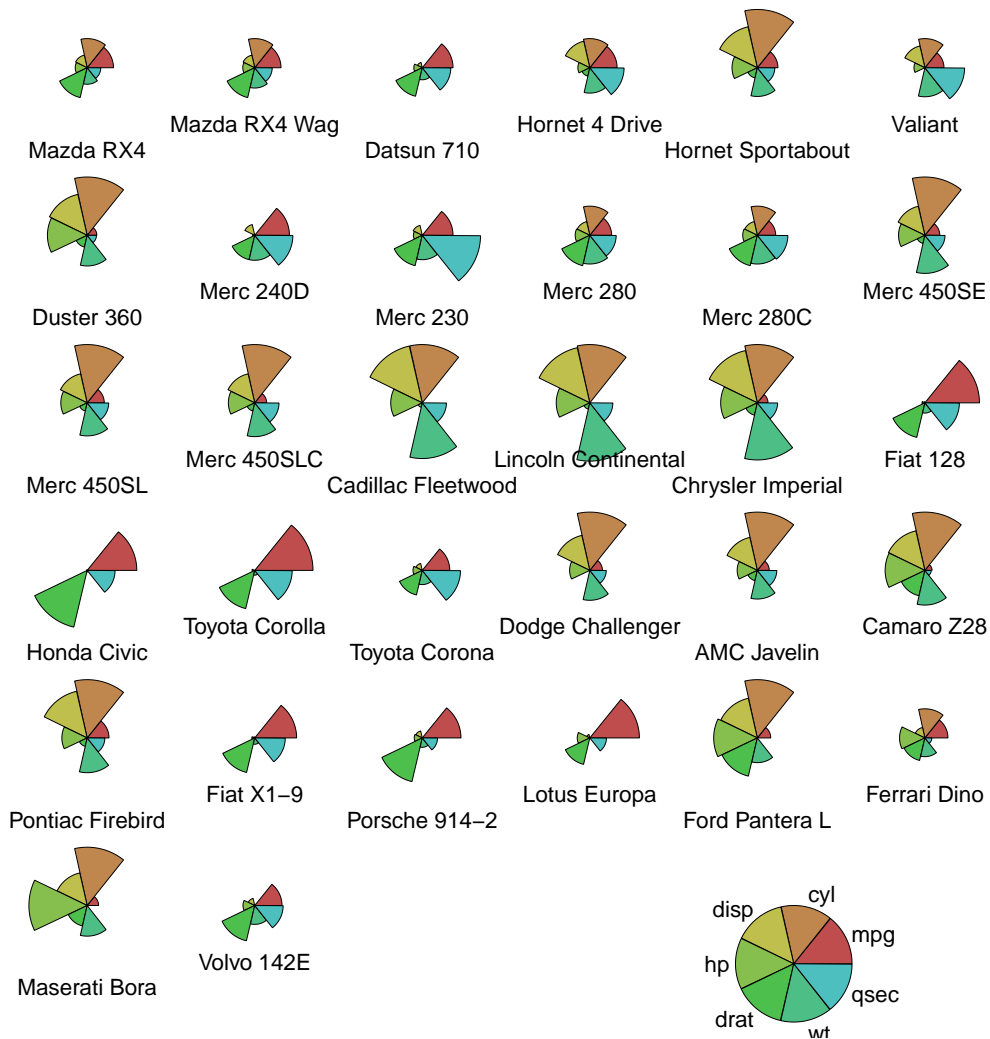 Mazda RX4
Mazda RX4 Wag
Datsun 710
Hornet 4 Drive
Hornet Sportabout
Valiant
Duster 360
Merc 240D
Merc 230
Merc 280
Merc 280C
Merc 450SE
Merc 450SL
Merc 450SLC
Cadillac Fleetwood
Lincoln Continental
Chrysler Imperial
Fiat 128
Honda Civic
Toyota Corolla
Toyota Corona
Dodge Challenger
AMC Javelin
Camaro Z28
Pontiac Firebird
Fiat X1−9
Porsche 914−2
Lotus Europa
Ford Pantera L
Ferrari Dino
Maserati Bora
Volvo 142E
cyl
disp
mpg
hp
qsec
drat
wt